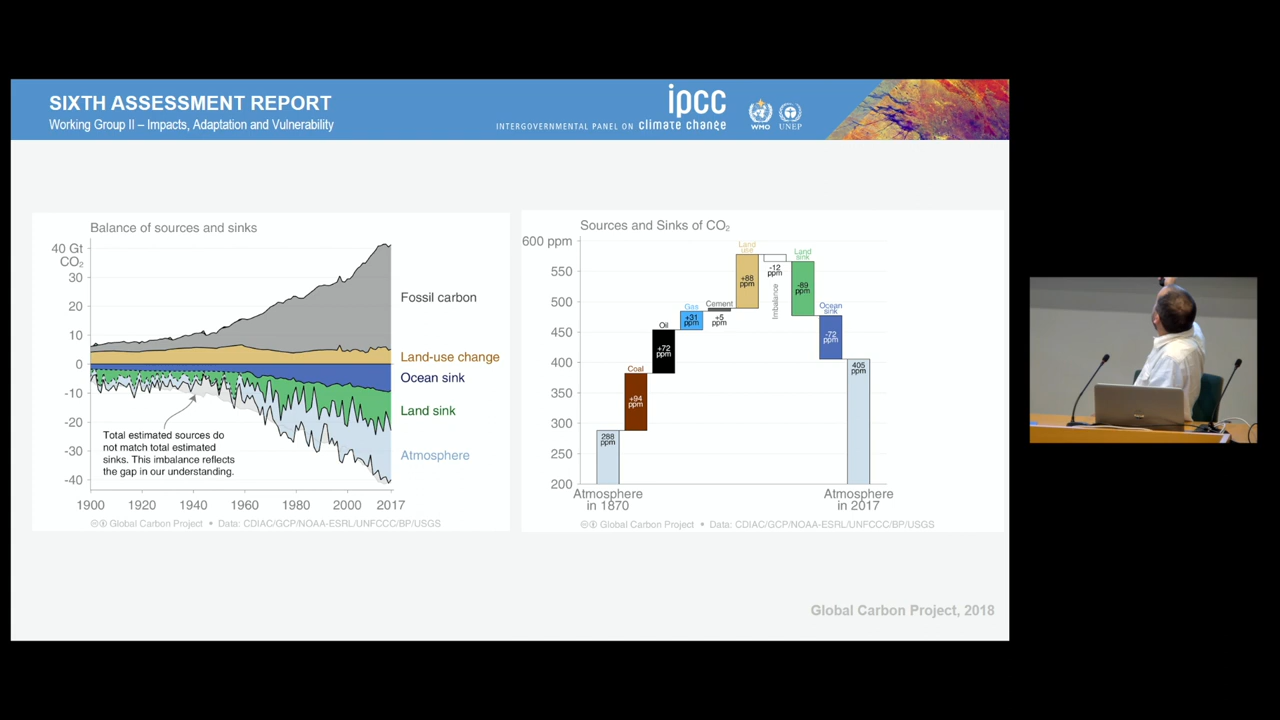 SIXTH ASSESSMENT REPORT
Working Group II – Impacts, Adaptation and Vulnerability
ipcc
INTERGOVERNMENTAL PANEL ON climate change
WMO
UNEP
Balance of sources and sinks
40 Gt
CO₂
30
20
10
0
-10
-20
-30
-40
Fossil carbon
Land-use change
Ocean sink
Land sink
Atmosphere
Total estimated sources do
not match total estimated
sinks. This imbalance reflects
the gap in our understanding.
1900
1920
1940
1960
1980
2000
2017
Global Carbon Project • Data: CDIAC/GCP/NOAA-ESRL/UNFCCC/BP/USGS
Sources and Sinks of CO₂
600 ppm
550
500
450
400
350
300
250
200
288
ppm
Coal
+94
ppm
Oil
+72
ppm
Gas
+31
ppm
Cement
+5
ppm
Land
use
+88
ppm
-12
ppm
Imbalance
Land
sink
-89
ppm
Ocean
sink
-72
ppm
405
ppm
Atmosphere
in 1870
Atmosphere
in 2017
Global Carbon Project • Data: CDIAC/GCP/NOAA-ESRL/UNFCCC/BP/USGS
Global Carbon Project, 2018